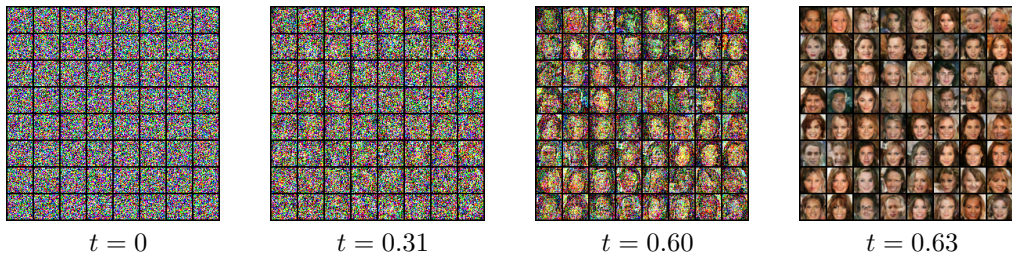 t = 0
t = 0.31
t = 0.60
t = 0.63